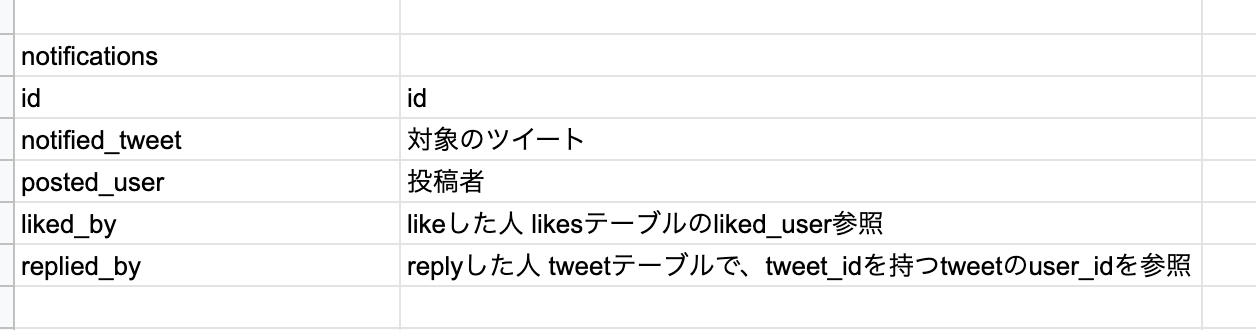 notifications
id id
notified_tweet 対象のツイート
posted_user 投稿者
liked_by likeした人 likesテーブルのliked_user参照
replied_by replyした人 tweetテーブルで、tweet_idを持つtweetのuser_idを参照